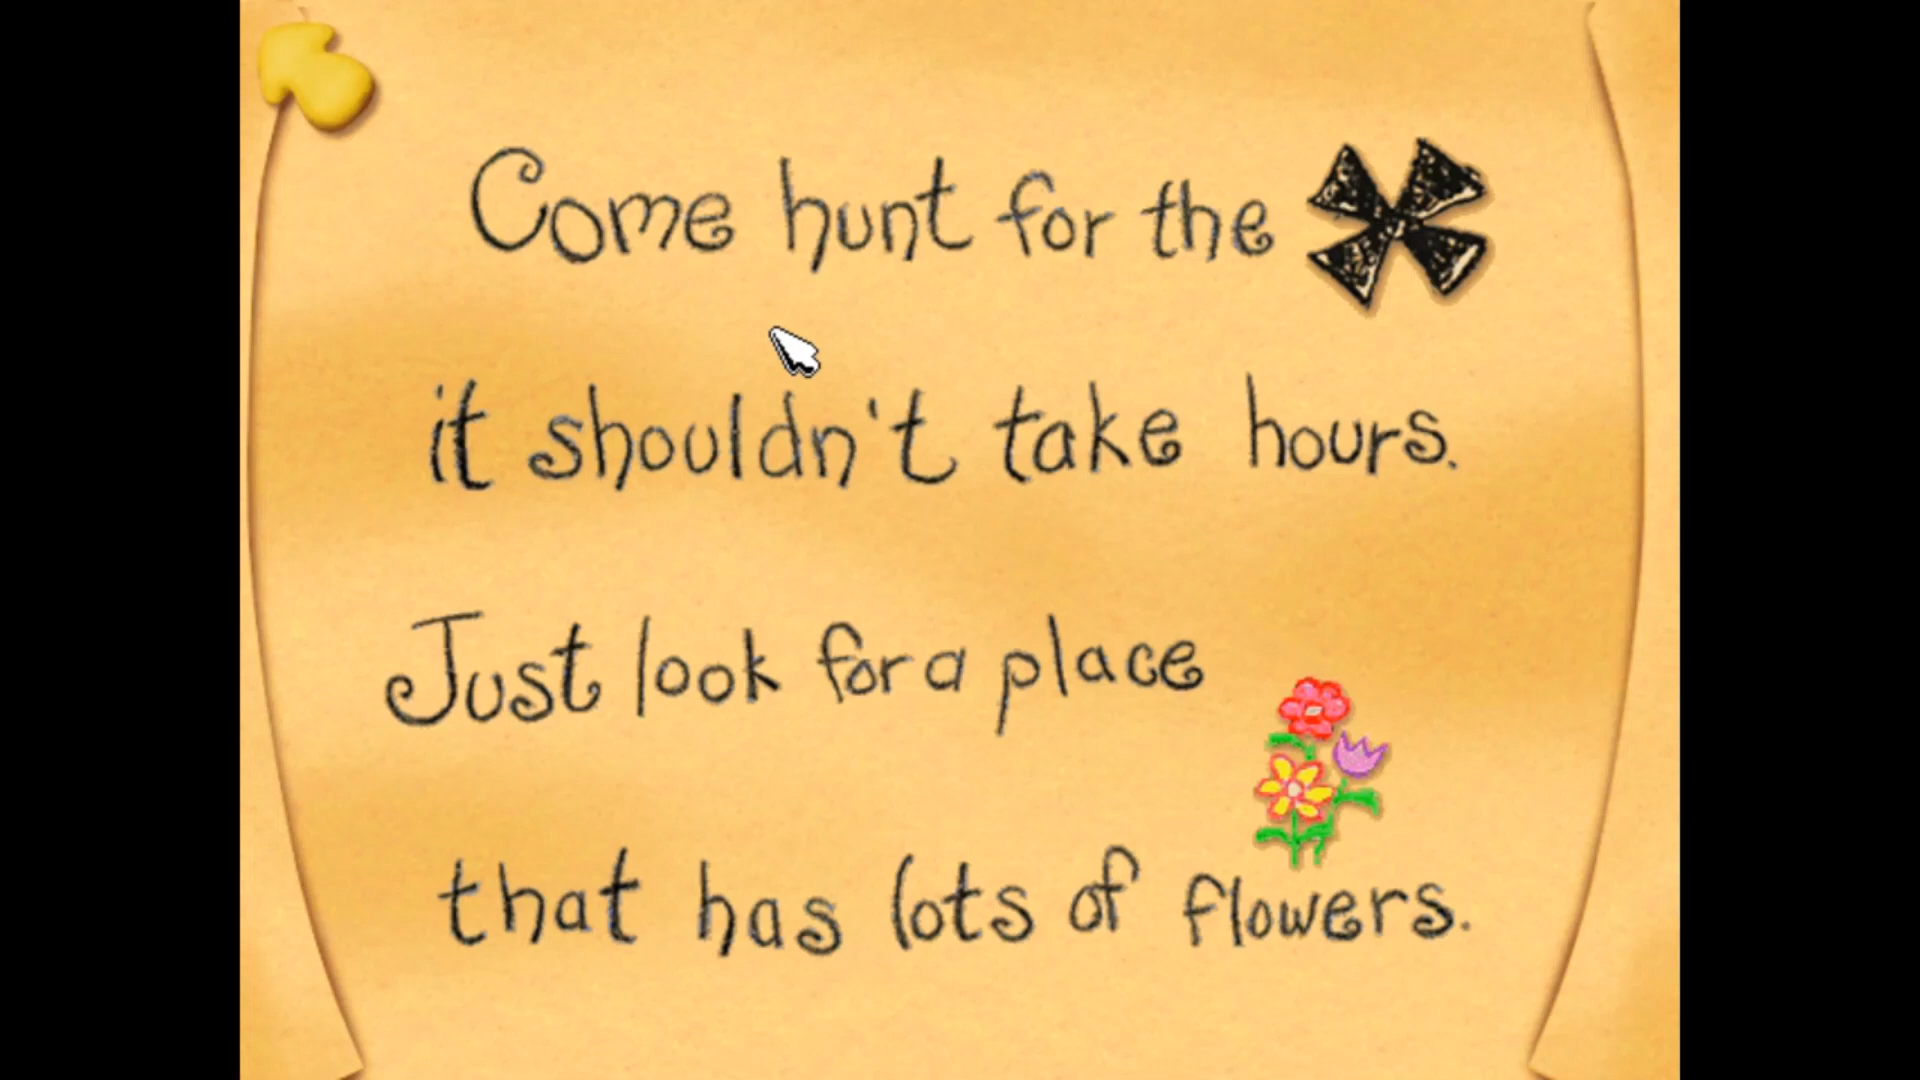 Come hunt for the
it shouldn't take hours.
Just look for a place
that has lots of flowers.